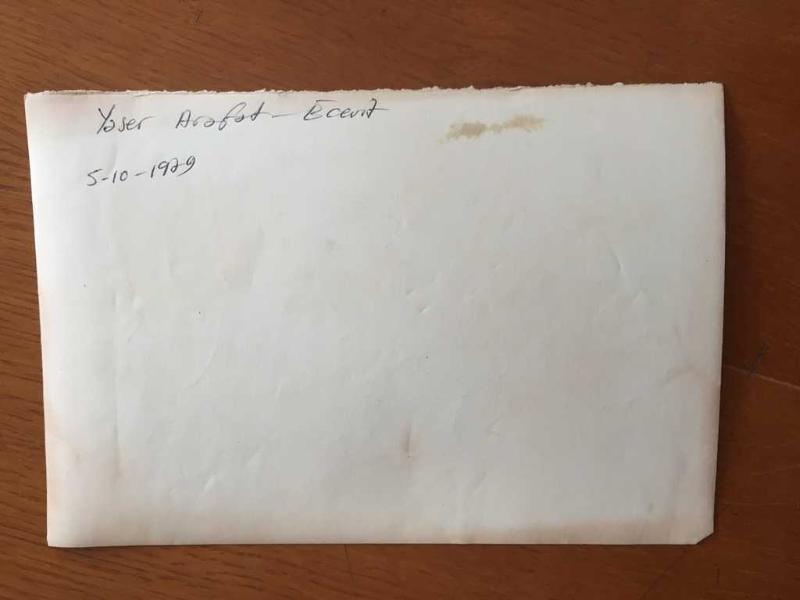 Yaser Arafat - Ecevit
5-10-1979